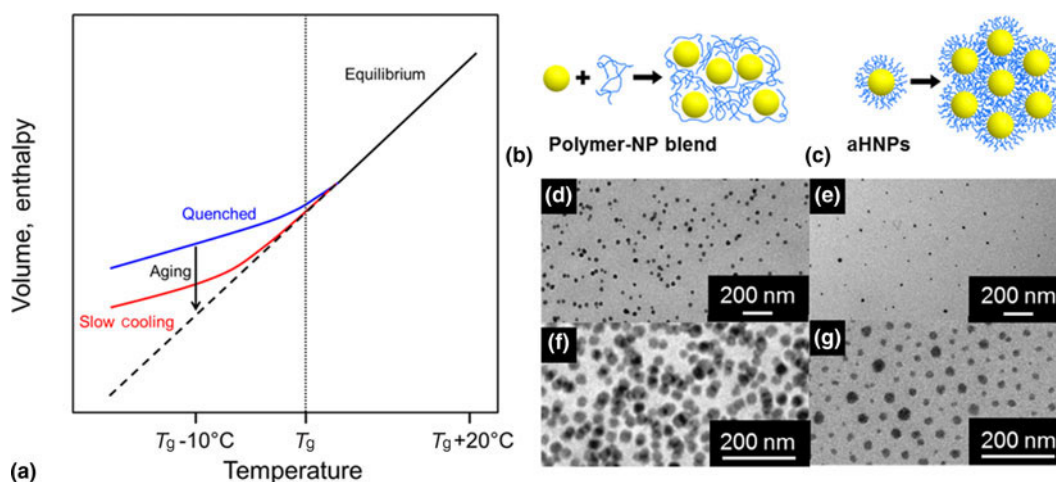 Volume, enthalpy
Equilibrium
Quenched
Aging
Slow cooling
Tg -10°C
Tg
Tg+20°C
(a)
Temperature
+
(b) Polymer-NP blend
(c) aHNPs
(d)
200 nm
(e)
200 nm
(f)
200 nm
(g)
200 nm